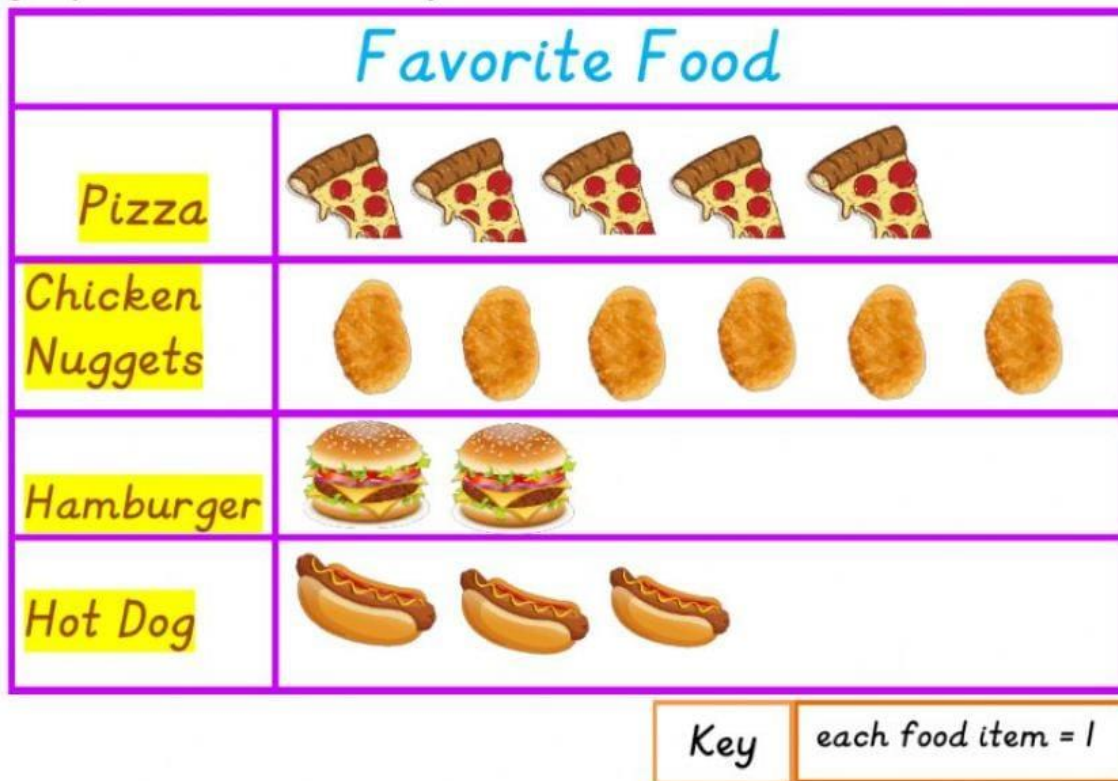 Favorite Food
Pizza
Chicken
Nuggets
Hamburger
Hot Dog
Key
each food item = 1